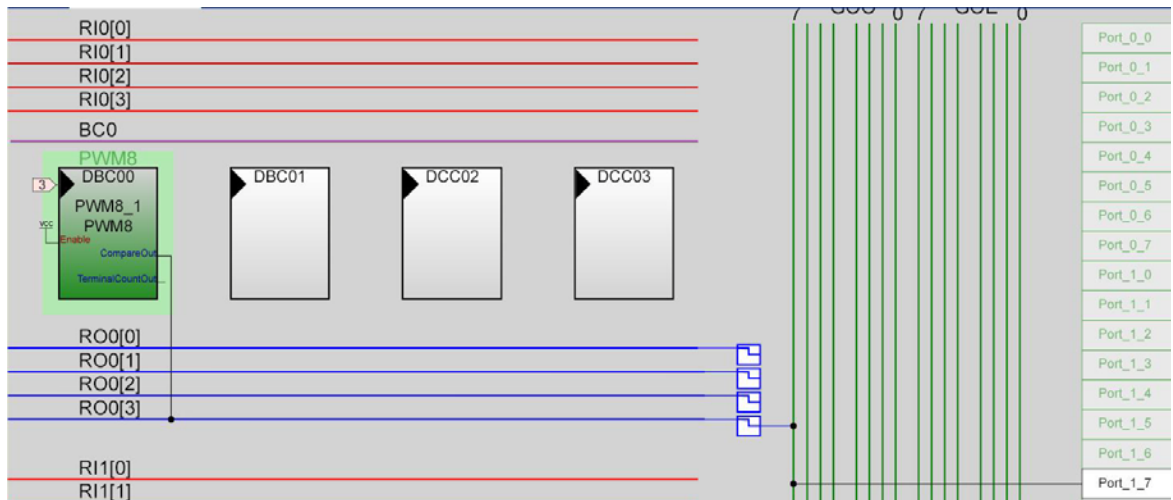 RI0[0]
RI0[1]
RI0[2]
RI0[3]
BC0
7 0 7 0
PWM8
DBC00
DBC01
DCC02
DCC03
3
PWM8_1
PWM8
VCC
Enable
CompareOut
TerminalCountOut
RO0[0]
RO0[1]
RO0[2]
RO0[3]
RI1[0]
RI1[1]
Port_0_0
Port_0_1
Port_0_2
Port_0_3
Port_0_4
Port_0_5
Port_0_6
Port_0_7
Port_1_0
Port_1_1
Port_1_2
Port_1_3
Port_1_4
Port_1_5
Port_1_6
Port_1_7